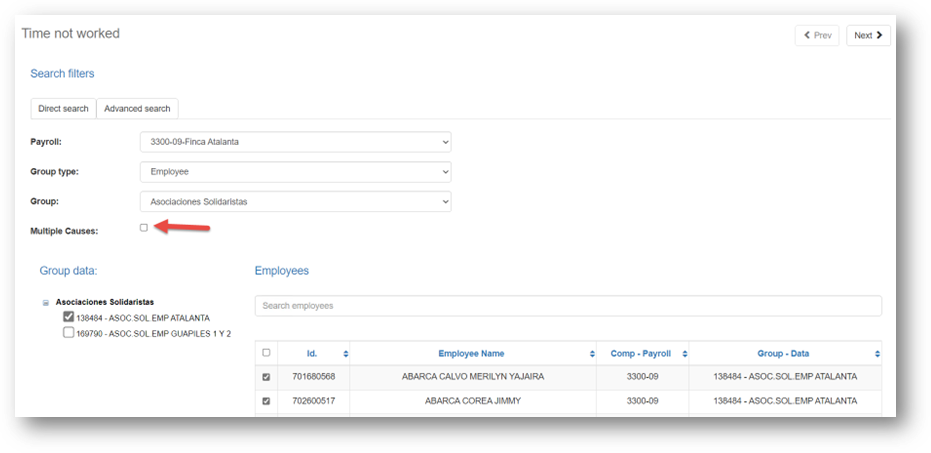 Time not worked
Prev
Next
Search filters
Direct search
Advanced search
Payroll:
3300-09-Finca Atalanta
Group type:
Employee
Group:
Asociaciones Solidaristas
Multiple Causes:
Group data:
Employees
Asociaciones Solidaristas
138484 - ASOC.SOL EMP ATALANTA
169790 - ASOC.SOL.EMP GUAPILES 1 Y 2
Search employees
Id. Employee Name Comp - Payroll Group - Data
701680568 ABARCA CALVO MERILYN YAJAIRA 3300-09 138484 - ASOC.SOL.EMP ATALANTA
702600517 ABARCA COREA JIMMY 3300-09 138484 - ASOC.SOL.EMP ATALANTA